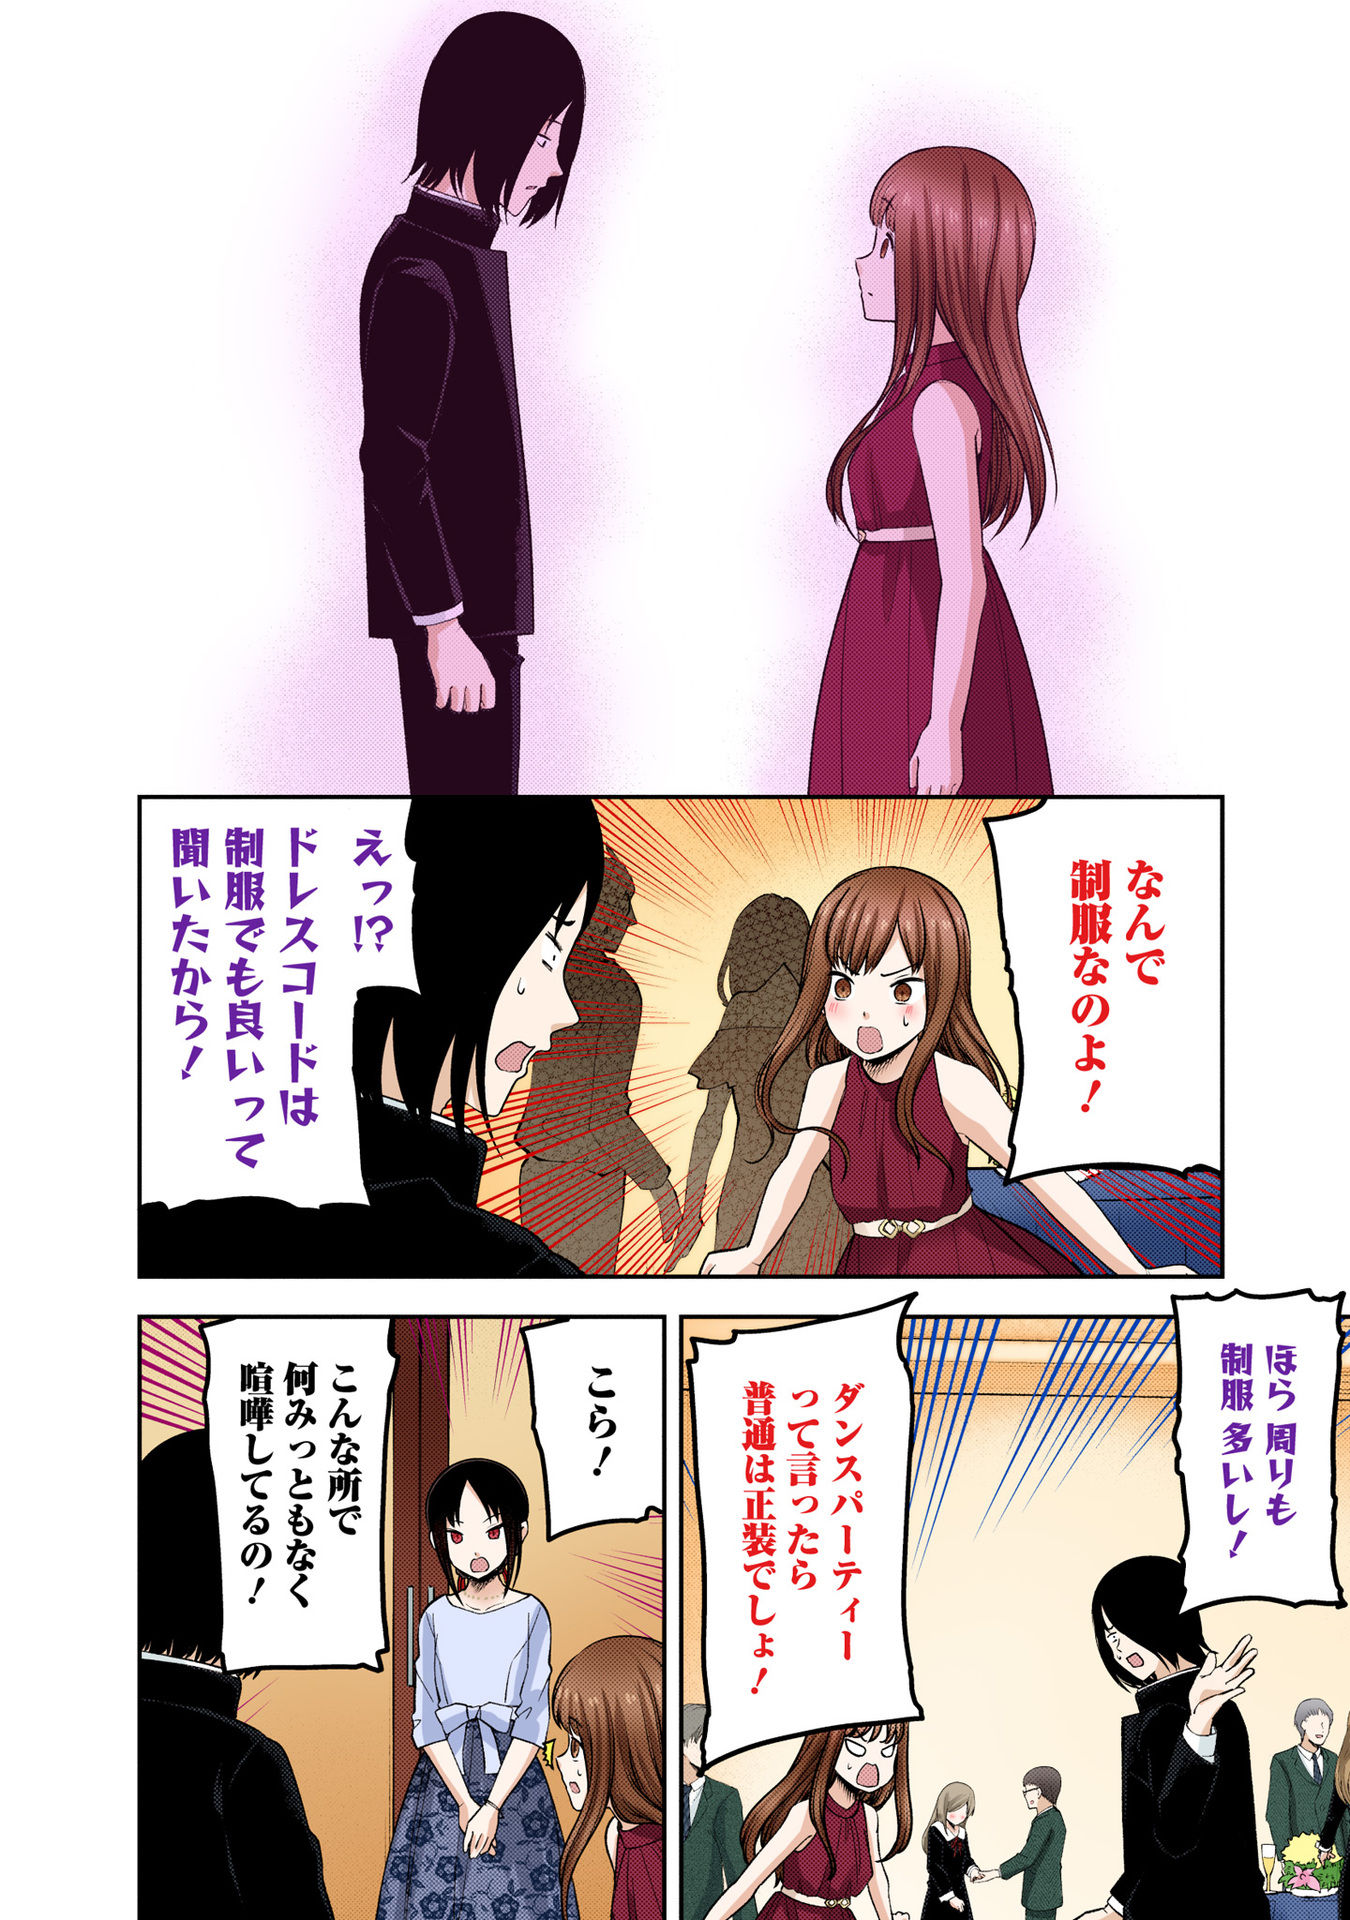 なんで
制服なのよ！
えっ!?
ドレスコードは
制服でも良いって
聞いたから！
ほら 周りも
制服 多いし！
ダンスパーティー
って言ったら
普通は正装でしょ！
こら！
こんな所で
何みっともなく
喧嘩してるの！